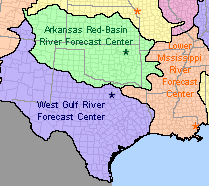 Arkansas Red-Basin
River Forecast Center
Lower
Mississippi
River
Forecast
Center
West Gulf River
Forecast Center